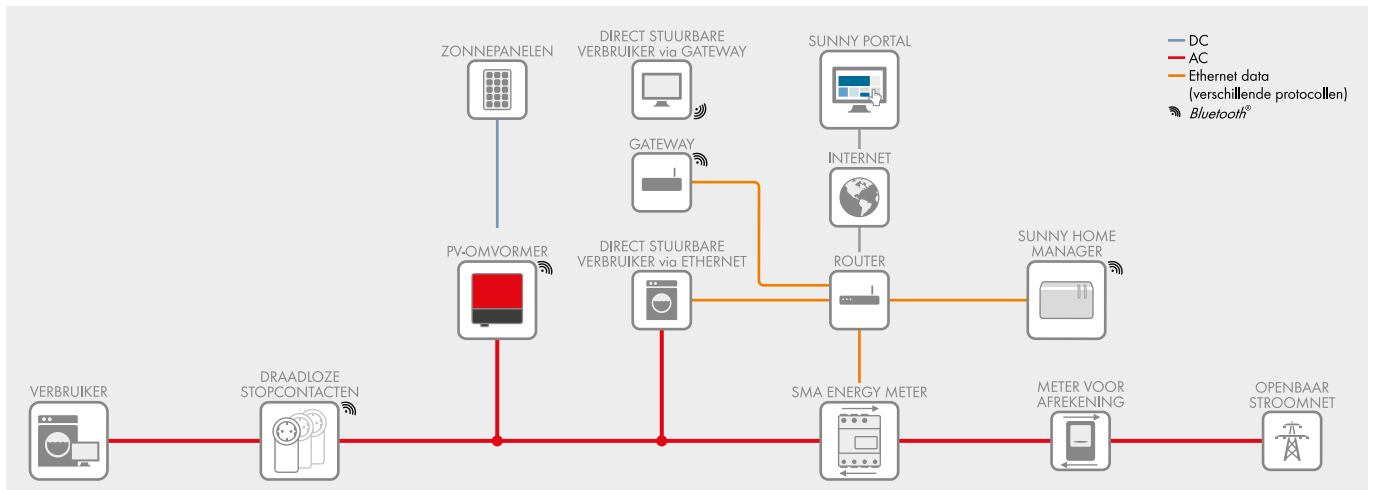 ZONNEPANELEN
DIRECT STUURBARE
VERBRUIKER via GATEWAY
SUNNY PORTAL
DC
AC
Ethernet data
(verschillende protocollen)
Bluetooth®
GATEWAY
INTERNET
PV-OMVORMER
DIRECT STUURBARE
VERBRUIKER via ETHERNET
ROUTER
SUNNY HOME
MANAGER
VERBRUIKER
DRAADLOZE
STOPCONTACTEN
SMA ENERGY METER
METER VOOR
AFREKENING
OPENBAAR
STROOMNET